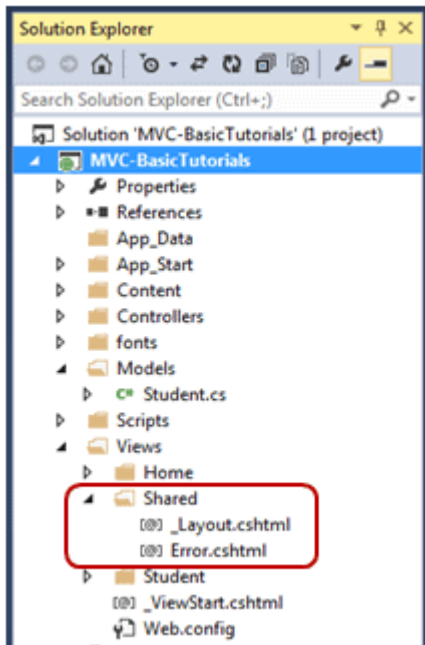 Solution Explorer
Search Solution Explorer (Ctrl+;)
Solution 'MVC-BasicTutorials' (1 project)
MVC-BasicTutorials
Properties
References
App_Data
App_Start
Content
Controllers
fonts
Models
C# Student.cs
Scripts
Views
Home
Shared
[@] _Layout.cshtml
[@] Error.cshtml
Student
[@] _ViewStart.cshtml
Web.config